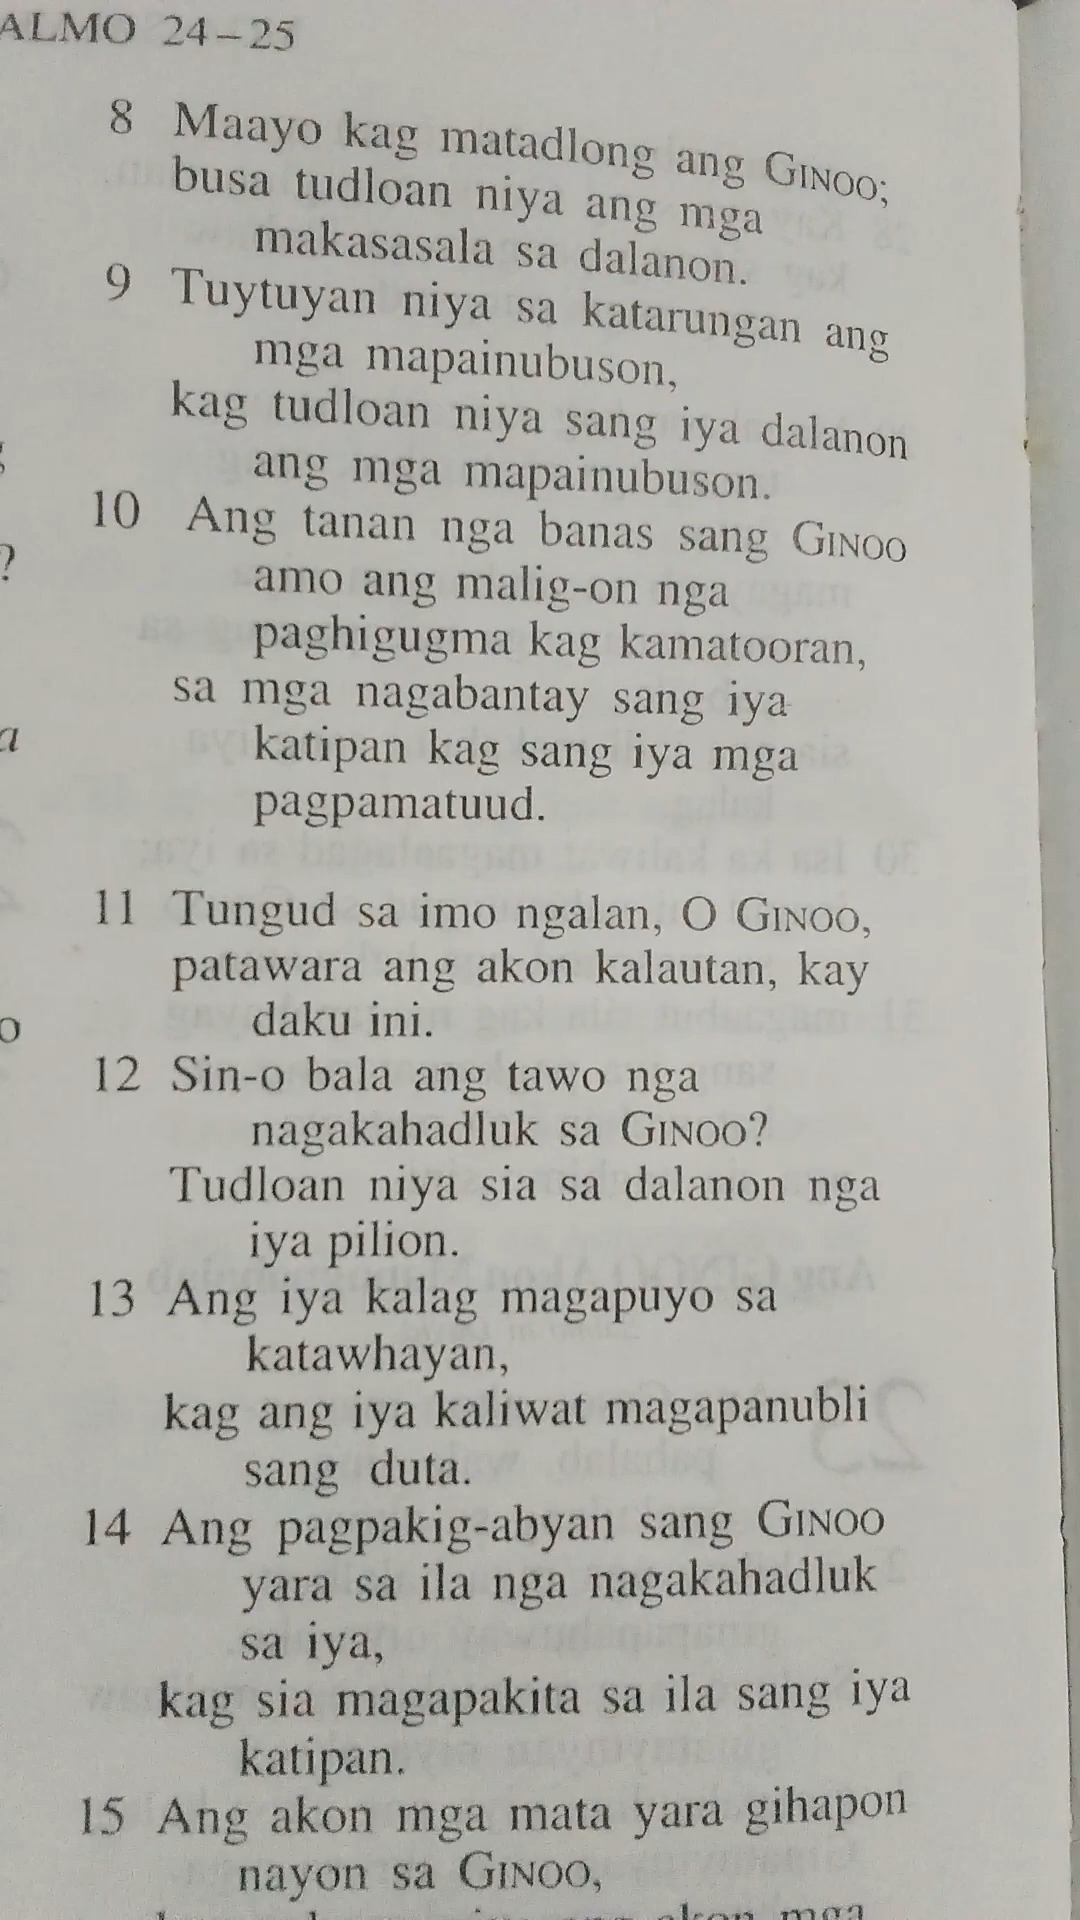 ALMO 24–25
8 Maayo kag matadlong ang GINOO;
busa tudloan niya ang mga
makasasala sa dalanon.
9 Tuytuyan niya sa katarungan ang
mga mapainubuson,
kag tudloan niya sang iya dalanon
ang mga mapainubuson.
10 Ang tanan nga banas sang GINOO
amo ang malig-on nga
paghigugma kag kamatooran,
sa mga nagabantay sang iya
katipan kag sang iya mga
pagpamatuud.
11 Tungud sa imo ngalan, O GINOO,
patawara ang akon kalautan, kay
daku ini.
12 Sin-o bala ang tawo nga
nagakahadluk sa GINOO?
Tudloan niya sia sa dalanon nga
iya pilion.
13 Ang iya kalag magapuyo sa
katawhayan,
kag ang iya kaliwat magapanubli
sang duta.
14 Ang pagpakig-abyan sang GINOO
yara sa ila nga nagakahadluk
sa iya,
kag sia magapakita sa ila sang iya
katipan.
15 Ang akon mga mata yara gihapon
nayon sa GINOO,
akon mga